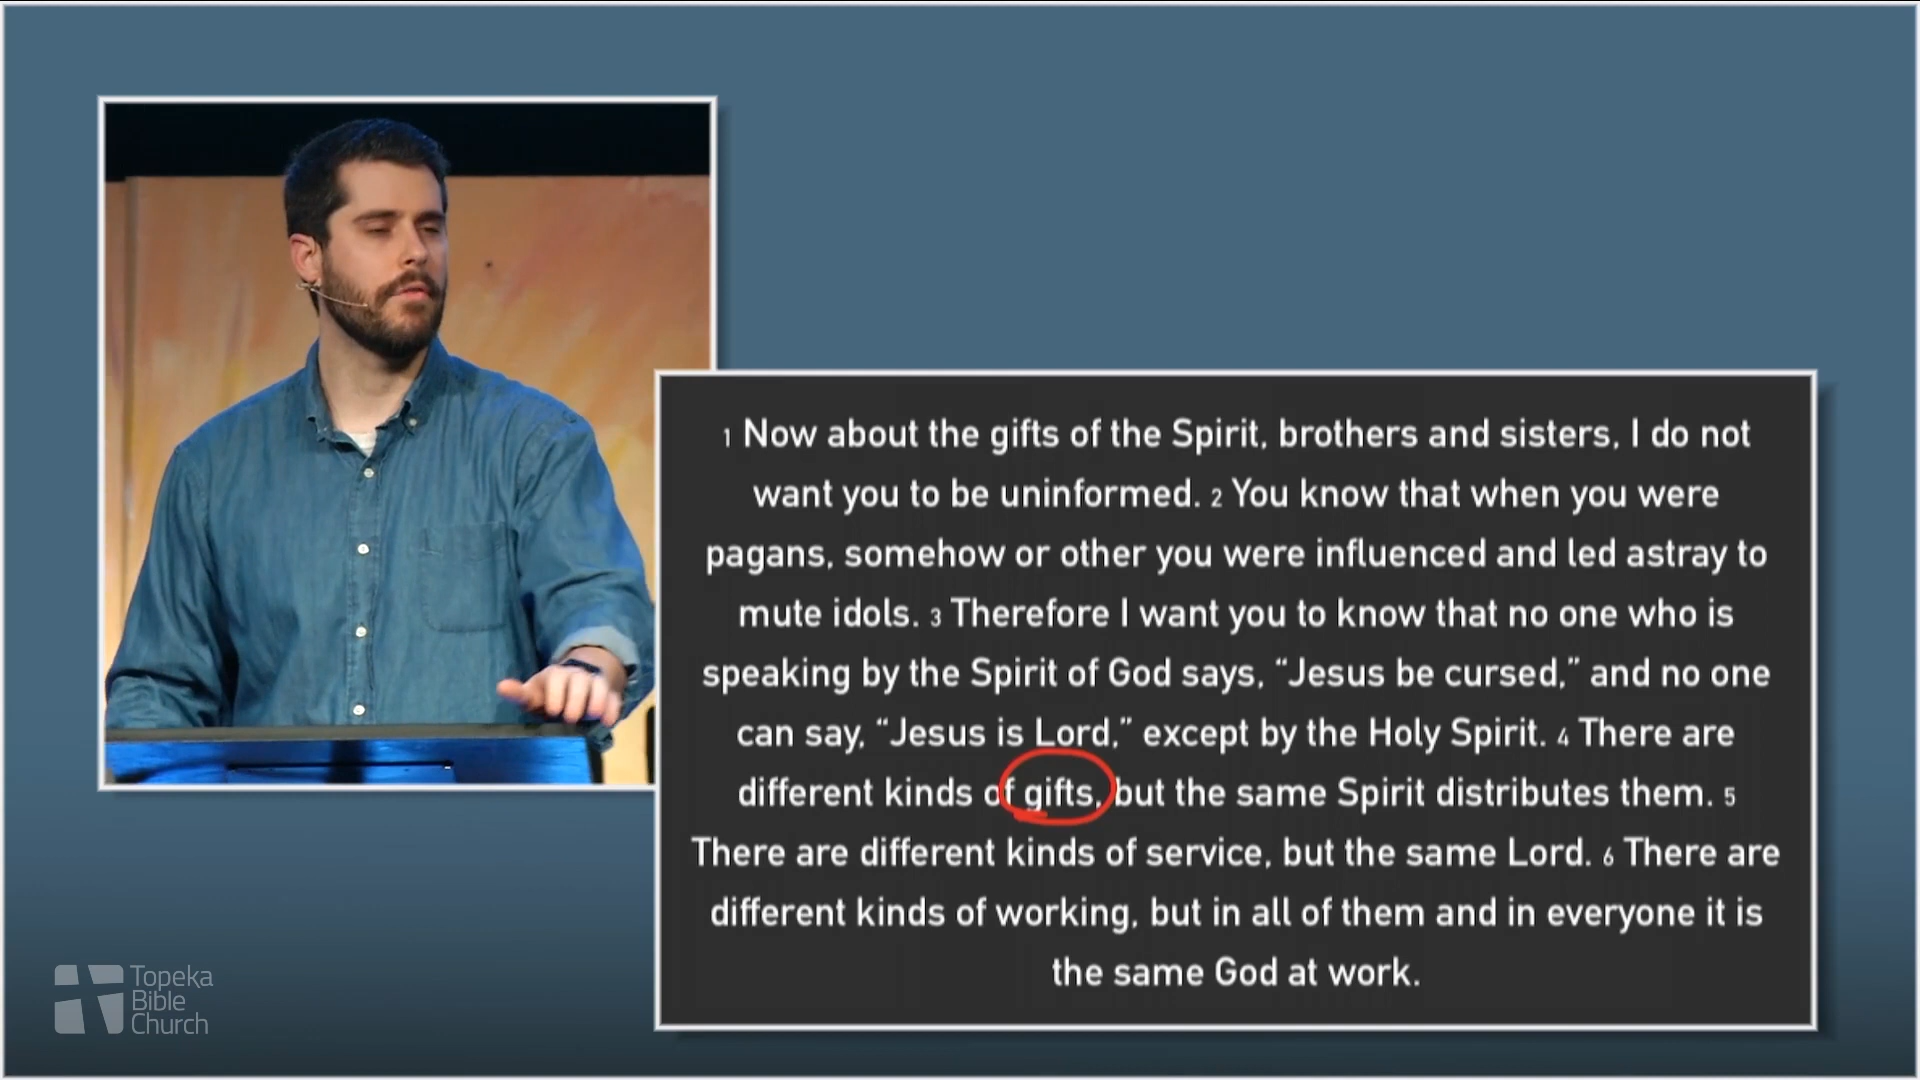 1 Now about the gifts of the Spirit, brothers and sisters, I do not
want you to be uninformed. 2 You know that when you were
pagans, somehow or other you were influenced and led astray to
mute idols. 3 Therefore I want you to know that no one who is
speaking by the Spirit of God says, “Jesus be cursed,” and no one
can say, “Jesus is Lord,” except by the Holy Spirit. 4 There are
different kinds of gifts, but the same Spirit distributes them. 5
There are different kinds of service, but the same Lord. 6 There are
different kinds of working, but in all of them and in everyone it is
the same God at work.
Topeka
Bible
Church